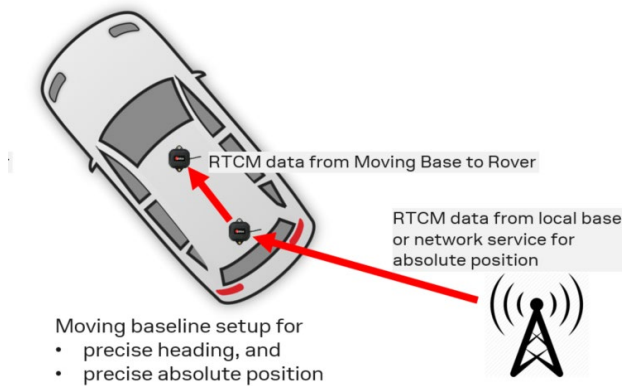 RTCM data from Moving Base to Rover
RTCM data from local base
or network service for
absolute position
Moving baseline setup for
• precise heading, and
• precise absolute position